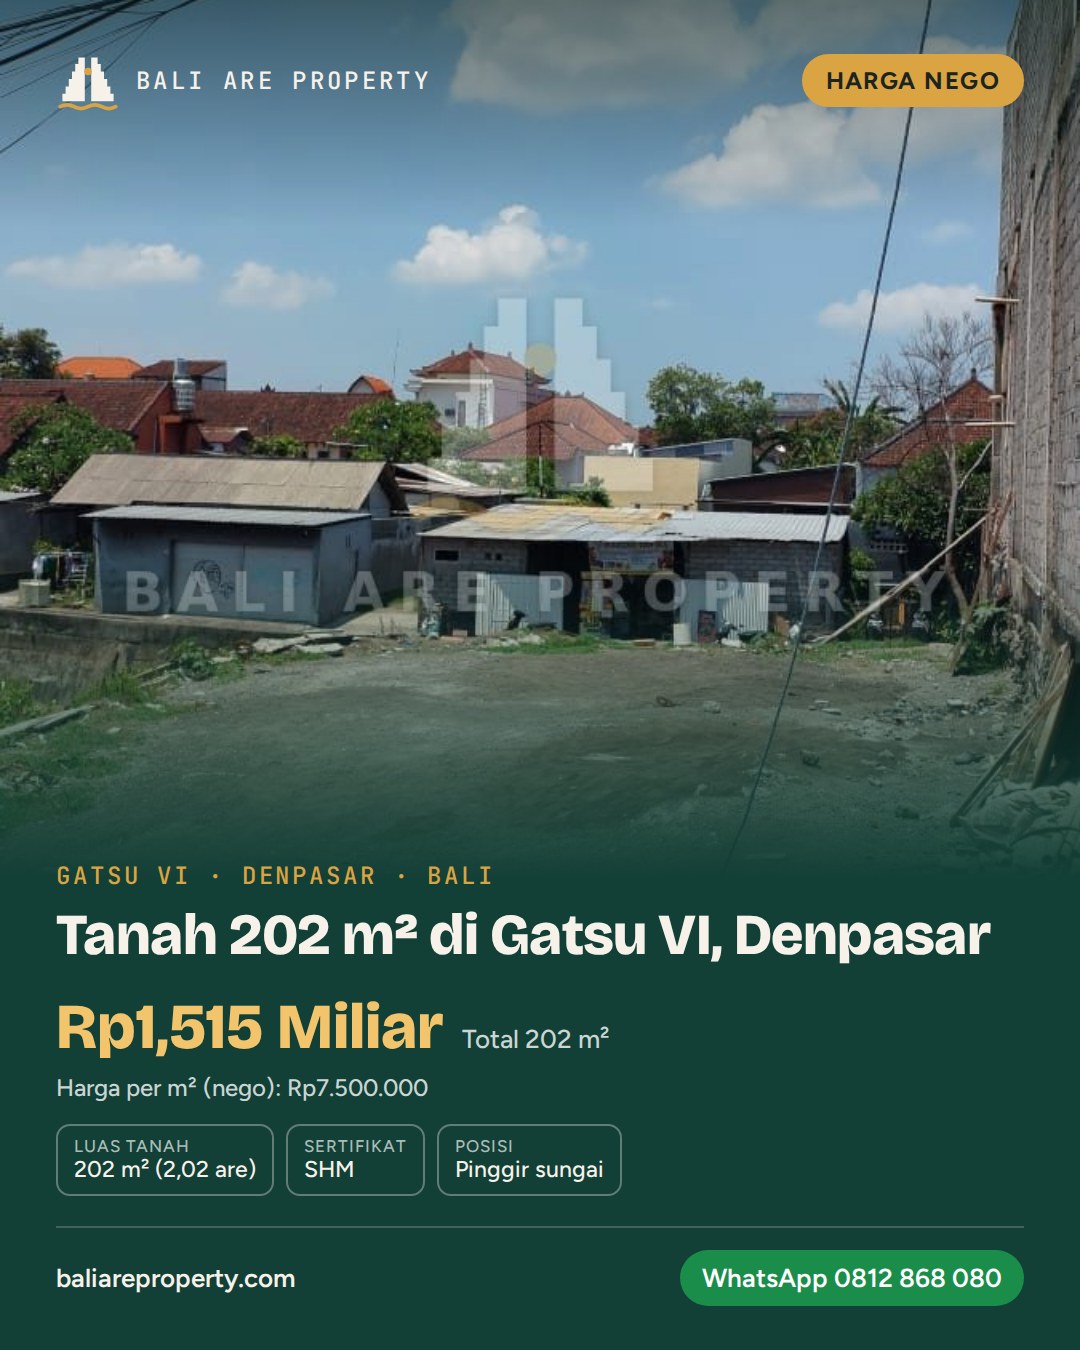 BALI ARE PROPERTY
HARGA NEGO
BALI ARE PROPERTY
GATSU VI · DENPASAR · BALI
Tanah 202 m² di Gatsu VI, Denpasar
Rp1,515 Miliar Total 202 m²
Harga per m² (nego): Rp7.500.000
LUAS TANAH
202 m² (2,02 are)
SERTIFIKAT
SHM
POSISI
Pinggir sungai
baliareproperty.com
WhatsApp 0812 868 080